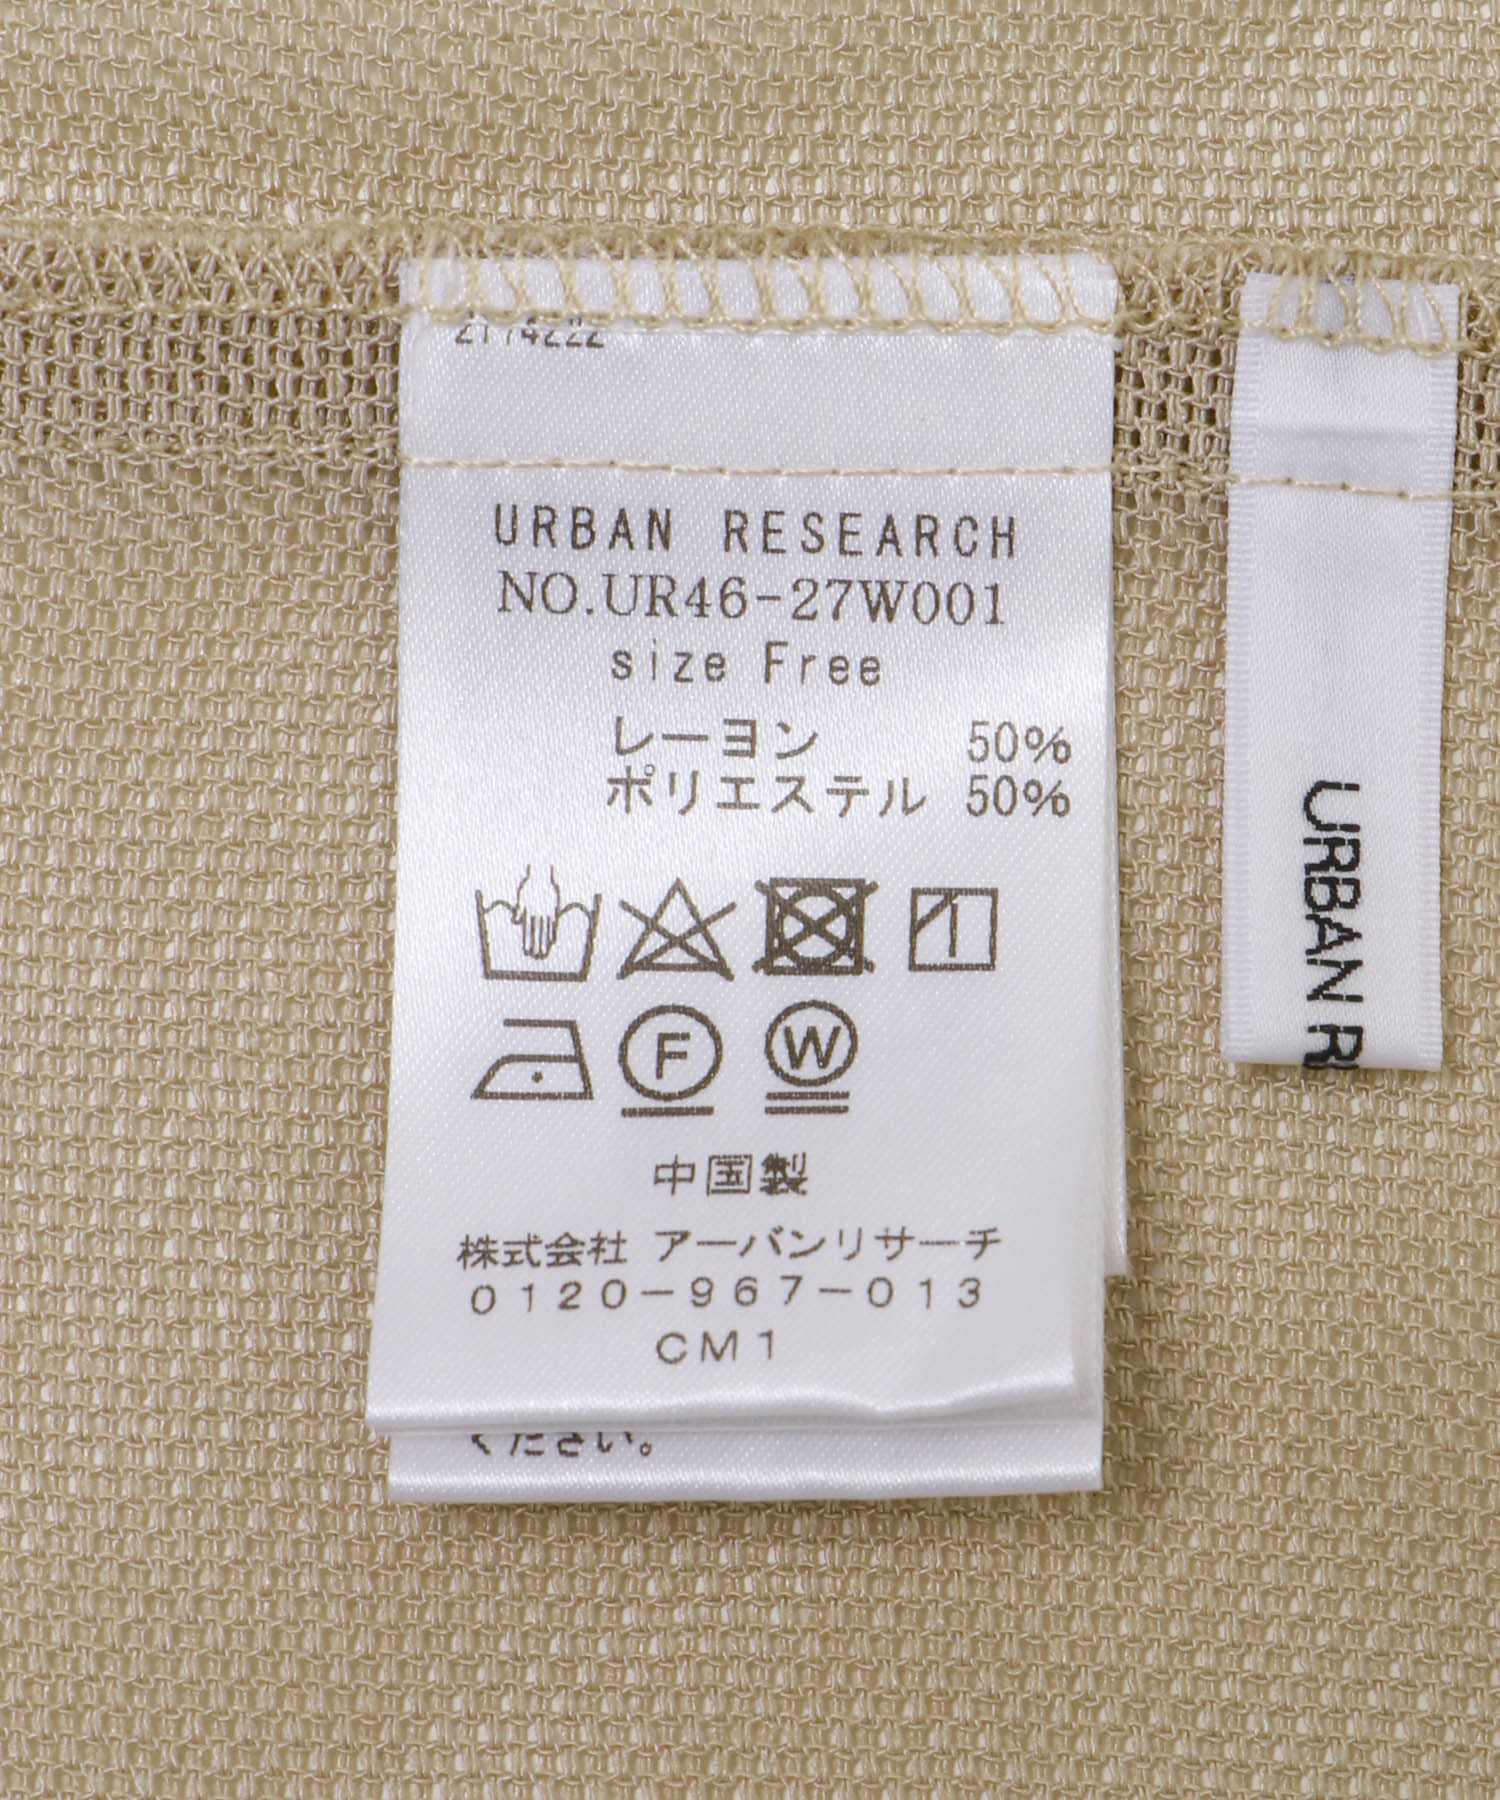 URBAN RESEARCH
NO.UR46-27W001
size Free
レーヨン 50%
ポリエステル 50%
F
W
中国製
株式会社 アーバンリサーチ
0120-967-013
CM1
ください。
URBAN R